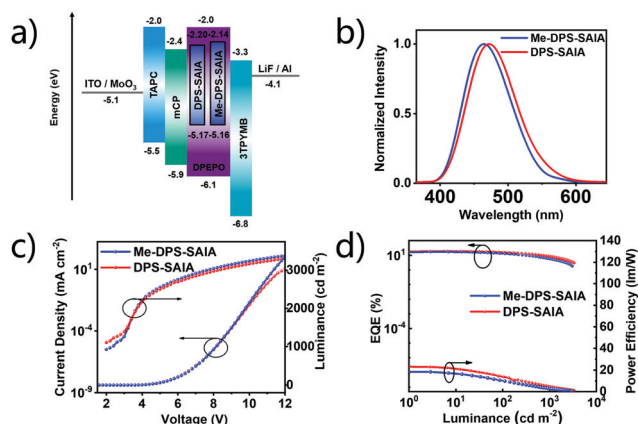 a)
Energy (eV)
ITO / MoO3
-5.1
-2.0
TAPC
-5.5
-2.4
mCP
-5.9
-2.0
-2.20
-2.14
DPS-SAIA
Me-DPS-SAIA
-5.17
-5.16
DPEPO
-6.1
-3.3
3TPYMB
-6.8
LiF / Al
-4.1
b)
Me-DPS-SAIA
DPS-SAIA
Normalized Intensity
1.0
0.5
0.0
400
500
600
Wavelength (nm)
c)
Me-DPS-SAIA
DPS-SAIA
Current Density (mA cm-2)
10^1
10^-4
10^-9
Luminance (cd m-2)
3000
2000
1000
0
2 4 6 8 10 12
Voltage (V)
d)
Me-DPS-SAIA
DPS-SAIA
EQE (%)
10^1
10^-4
Power Efficiency (lm/W)
140
120
100
80
60
40
20
0
10^0 10^1 10^2 10^3 10^4
Luminance (cd m-2)